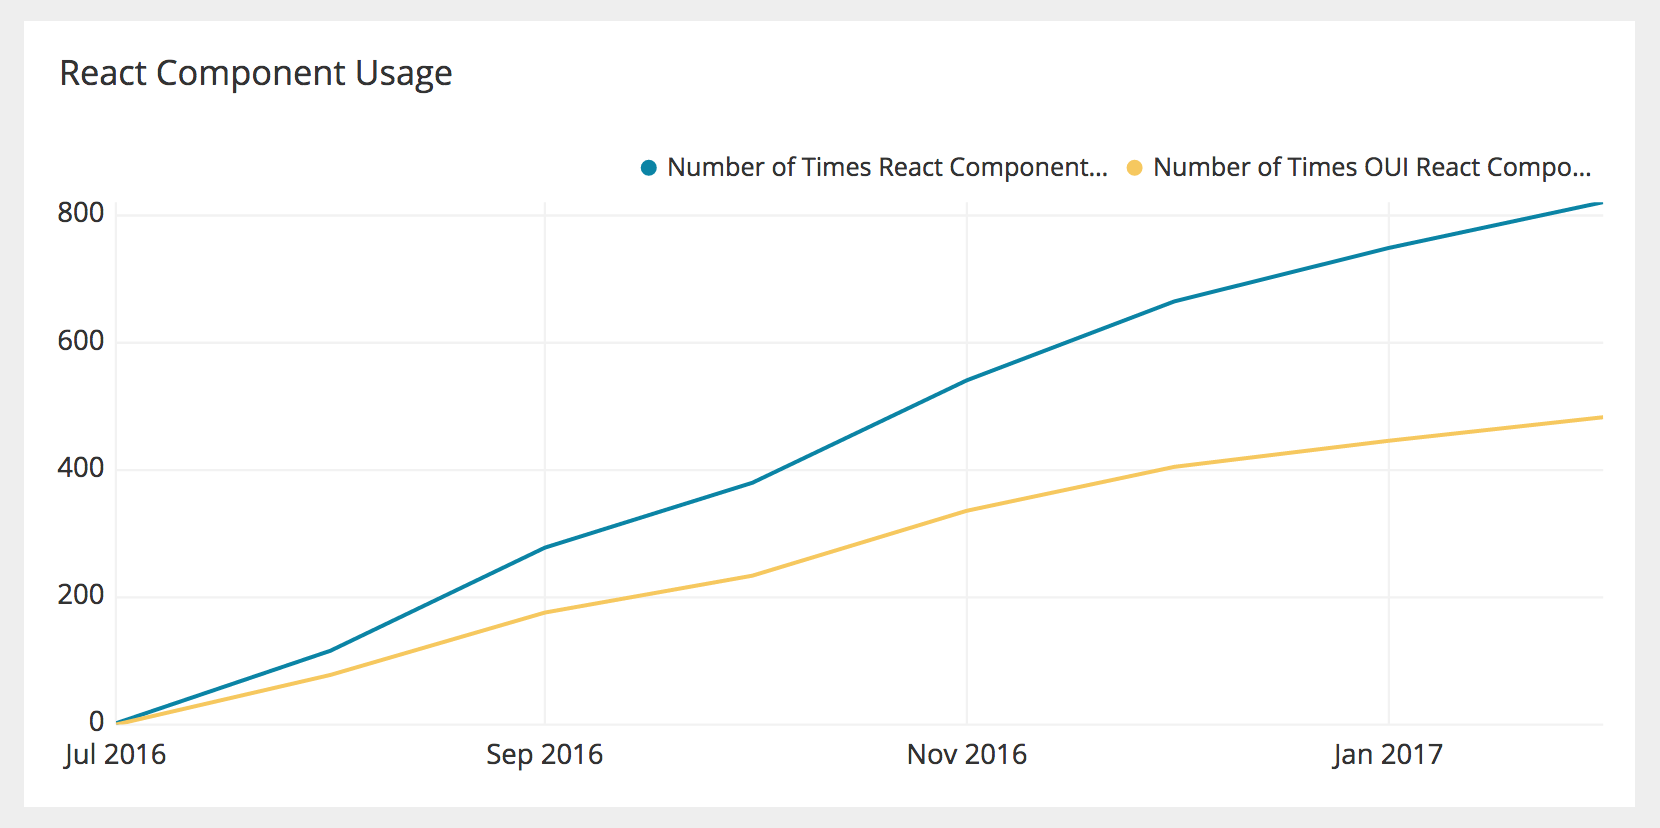 React Component Usage
Number of Times React Component... Number of Times OUI React Compo...
800
600
400
200
0
Jul 2016 Sep 2016 Nov 2016 Jan 2017